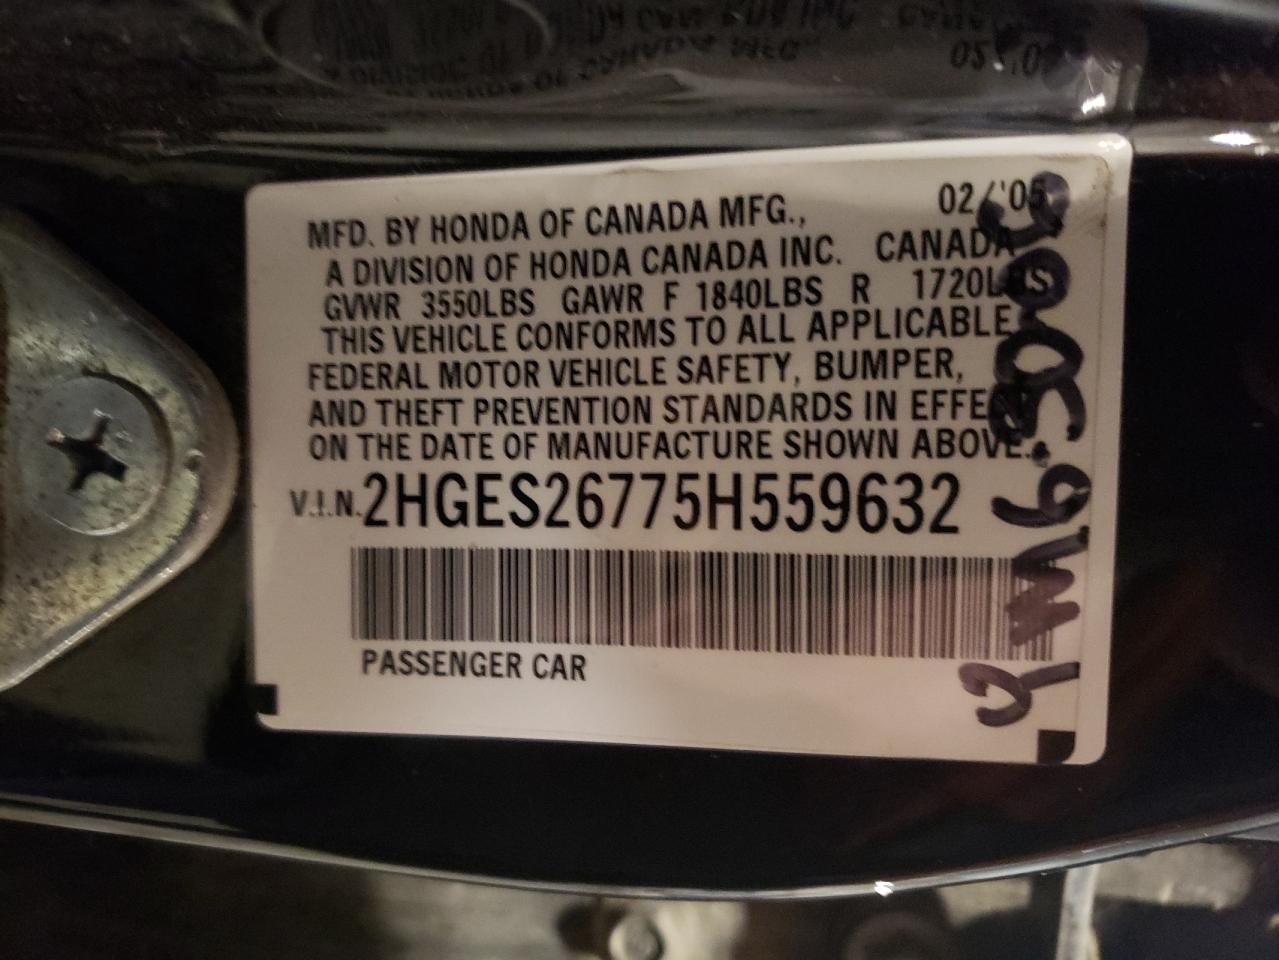 MFD. BY HONDA OF CANADA MFG., 02/'05
A DIVISION OF HONDA CANADA INC. CANADA
GVWR 3550LBS GAWR F 1840LBS R 1720LBS
THIS VEHICLE CONFORMS TO ALL APPLICABLE
FEDERAL MOTOR VEHICLE SAFETY, BUMPER,
AND THEFT PREVENTION STANDARDS IN EFFECT
ON THE DATE OF MANUFACTURE SHOWN ABOVE.
V.I.N. 2HGES26775H559632
PASSENGER CAR